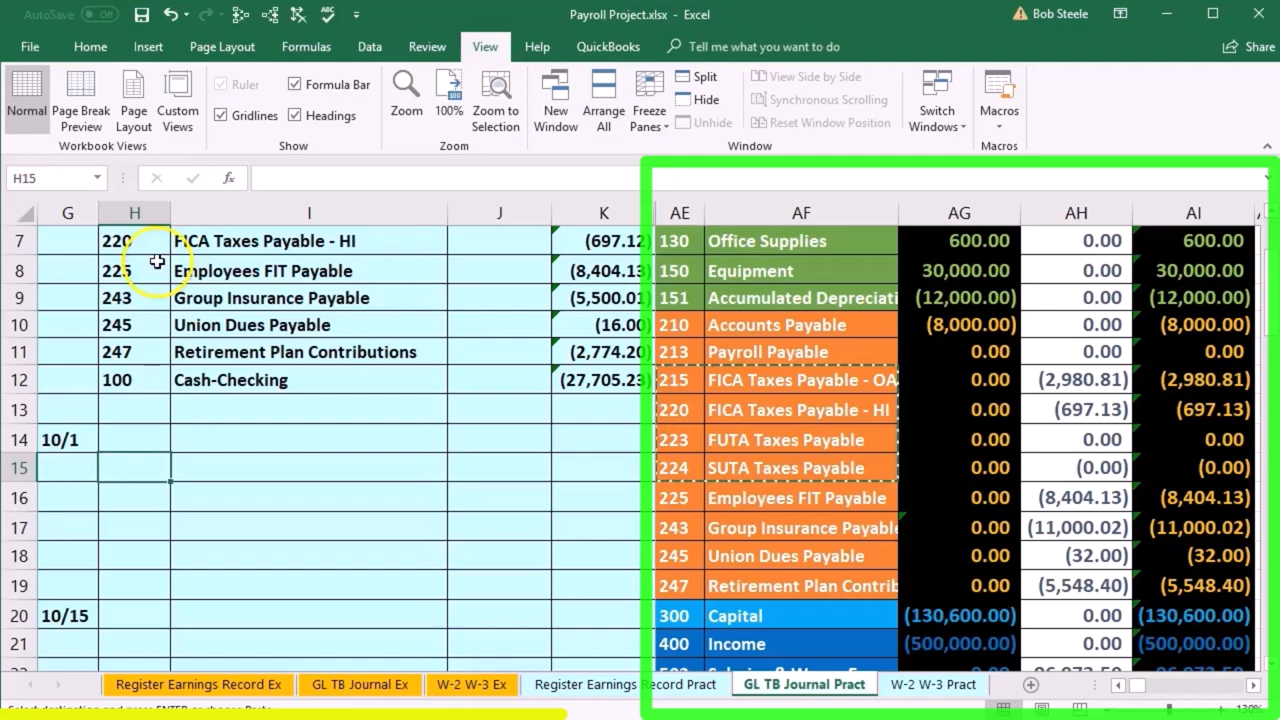 AutoSave Off Payroll Project.xlsx - Excel Bob Steele
File Home Insert Page Layout Formulas Data Review View Help QuickBooks Tell me what you want to do Share
Normal Page Break Preview Page Layout Custom Views
Workbook Views
Ruler Formula Bar
Gridlines Headings
Show
Zoom 100% Zoom to Selection
Zoom
New Window Arrange All Freeze Panes
Split
Hide
Unhide
View Side by Side
Synchronous Scrolling
Reset Window Position
Switch Windows
Window
Macros
Macros
H15 fx
G H I J K AE AF AG AH AI
7 220 FICA Taxes Payable - HI (697.12) 130 Office Supplies 600.00 0.00 600.00
8 225 Employees FIT Payable (8,404.13) 150 Equipment 30,000.00 0.00 30,000.00
9 243 Group Insurance Payable (5,500.01) 151 Accumulated Depreciati (12,000.00) 0.00 (12,000.00)
10 245 Union Dues Payable (16.00) 210 Accounts Payable (8,000.00) 0.00 (8,000.00)
11 247 Retirement Plan Contributions (2,774.20) 213 Payroll Payable 0.00 0.00 0.00
12 100 Cash-Checking (27,705.23) 215 FICA Taxes Payable - OA 0.00 (2,980.81) (2,980.81)
13 220 FICA Taxes Payable - HI 0.00 (697.13) (697.13)
14 10/1 223 FUTA Taxes Payable 0.00 0.00 0.00
15 224 SUTA Taxes Payable 0.00 (0.00) (0.00)
16 225 Employees FIT Payable 0.00 (8,404.13) (8,404.13)
17 243 Group Insurance Payable 0.00 (11,000.02) (11,000.02)
18 245 Union Dues Payable 0.00 (32.00) (32.00)
19 247 Retirement Plan Contrib 0.00 (5,548.40) (5,548.40)
20 10/15 300 Capital (130,600.00) 0.00 (130,600.00)
21 400 Income (500,000.00) 0.00 (500,000.00)
Register Earnings Record Ex GL TB Journal Ex W-2 W-3 Ex Register Earnings Record Pract GL TB Journal Pract W-2 W-3 Pract
130%